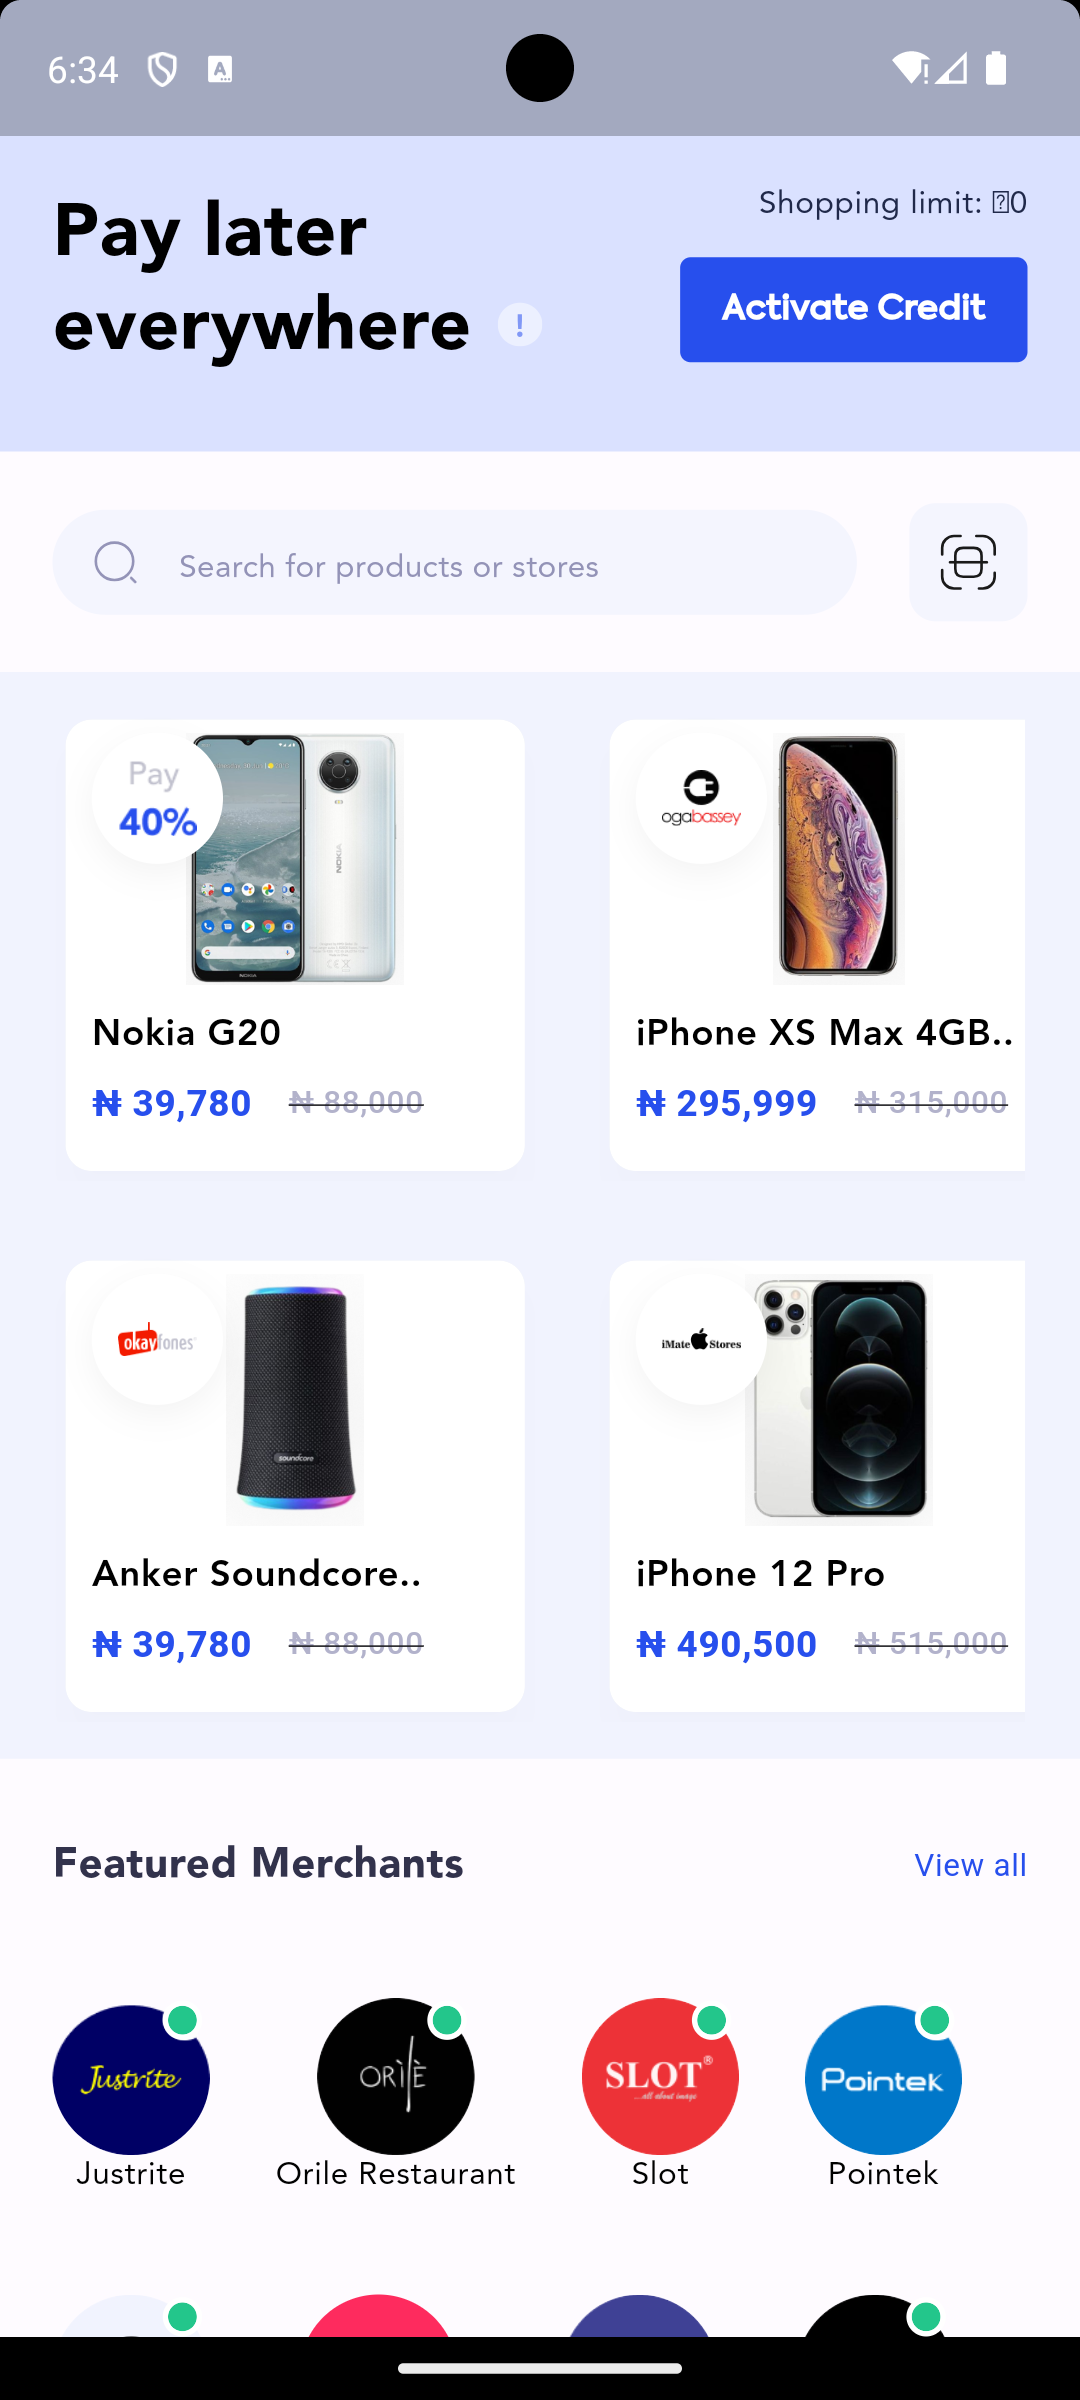 6:34
Pay later
everywhere
!
Shopping limit: 0
Activate Credit
Search for products or stores
Pay
40%
NOKIA
NOKIA
Nokia G20
₦ 39,780 ₦ 88,000
ogabassey
iPhone XS Max 4GB..
₦ 295,999 ₦ 315,000
okayfones
soundcore
Anker Soundcore..
₦ 39,780 ₦ 88,000
iMate Stores
iPhone 12 Pro
₦ 490,500 ₦ 515,000
Featured Merchants
View all
Justrite
ORILÈ
SLOT®
...all about image
Pointek
Justrite
Orile Restaurant
Slot
Pointek